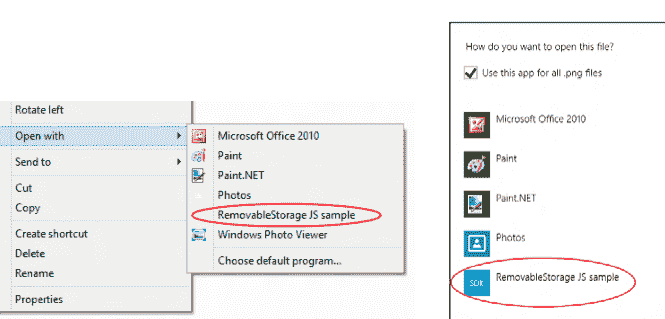 Rotate left
Open with
Send to
Cut
Copy
Create shortcut
Delete
Rename
Properties
Microsoft Office 2010
Paint
Paint.NET
Photos
RemovableStorage JS sample
Windows Photo Viewer
Choose default program...
How do you want to open this file?
Use this app for all .png files
Microsoft Office 2010
Paint
Paint.NET
Photos
SDK RemovableStorage JS sample